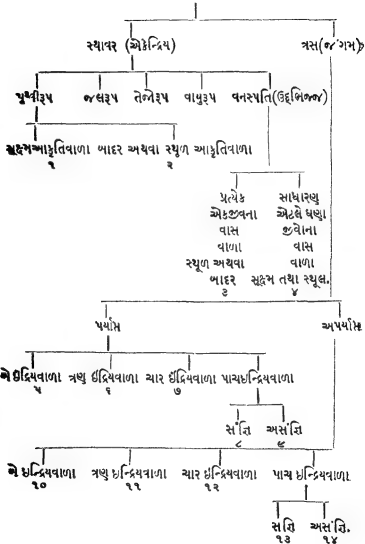 સ્થાવર (એકેન્દ્રિય) ત્રસ (જંગમ)
પૃથ્વીરૂપ જલરૂપ તેજોરૂપ વાયુરૂપ વનસ્પતિ (ઉદ્ભિજ્જ)
સૂક્ષ્મઆકૃતિવાળા બાદર અથવા સ્થૂળ આકૃતિવાળા
૧ ૨
પ્રત્યેક સાધારણ
એકજીવના એટલે ઘણા
વાસ જીવોના
વાળા વાસ
સ્થૂળ અથવા વાળા
બાદર સૂક્ષ્મ તથા સ્થૂલ.
૩ ૪
પર્યાપ્ત અપર્યાપ્ત
બે ઇંદ્રિયવાળા ત્રણ ઇંદ્રિયવાળા ચાર ઇંદ્રિયવાળા પાચઇન્દ્રિયવાળા
૫ ૬ ૭
સંજ્ઞિ અસંજ્ઞિ
૮ ૯
બે ઇન્દ્રિયવાળા ત્રણ ઇન્દ્રિયવાળા ચાર ઇન્દ્રિયવાળા પાચ ઇન્દ્રિયવાળા
૧૦ ૧૧ ૧૨
સંજ્ઞિ અસંજ્ઞિ.
૧૩ ૧૪